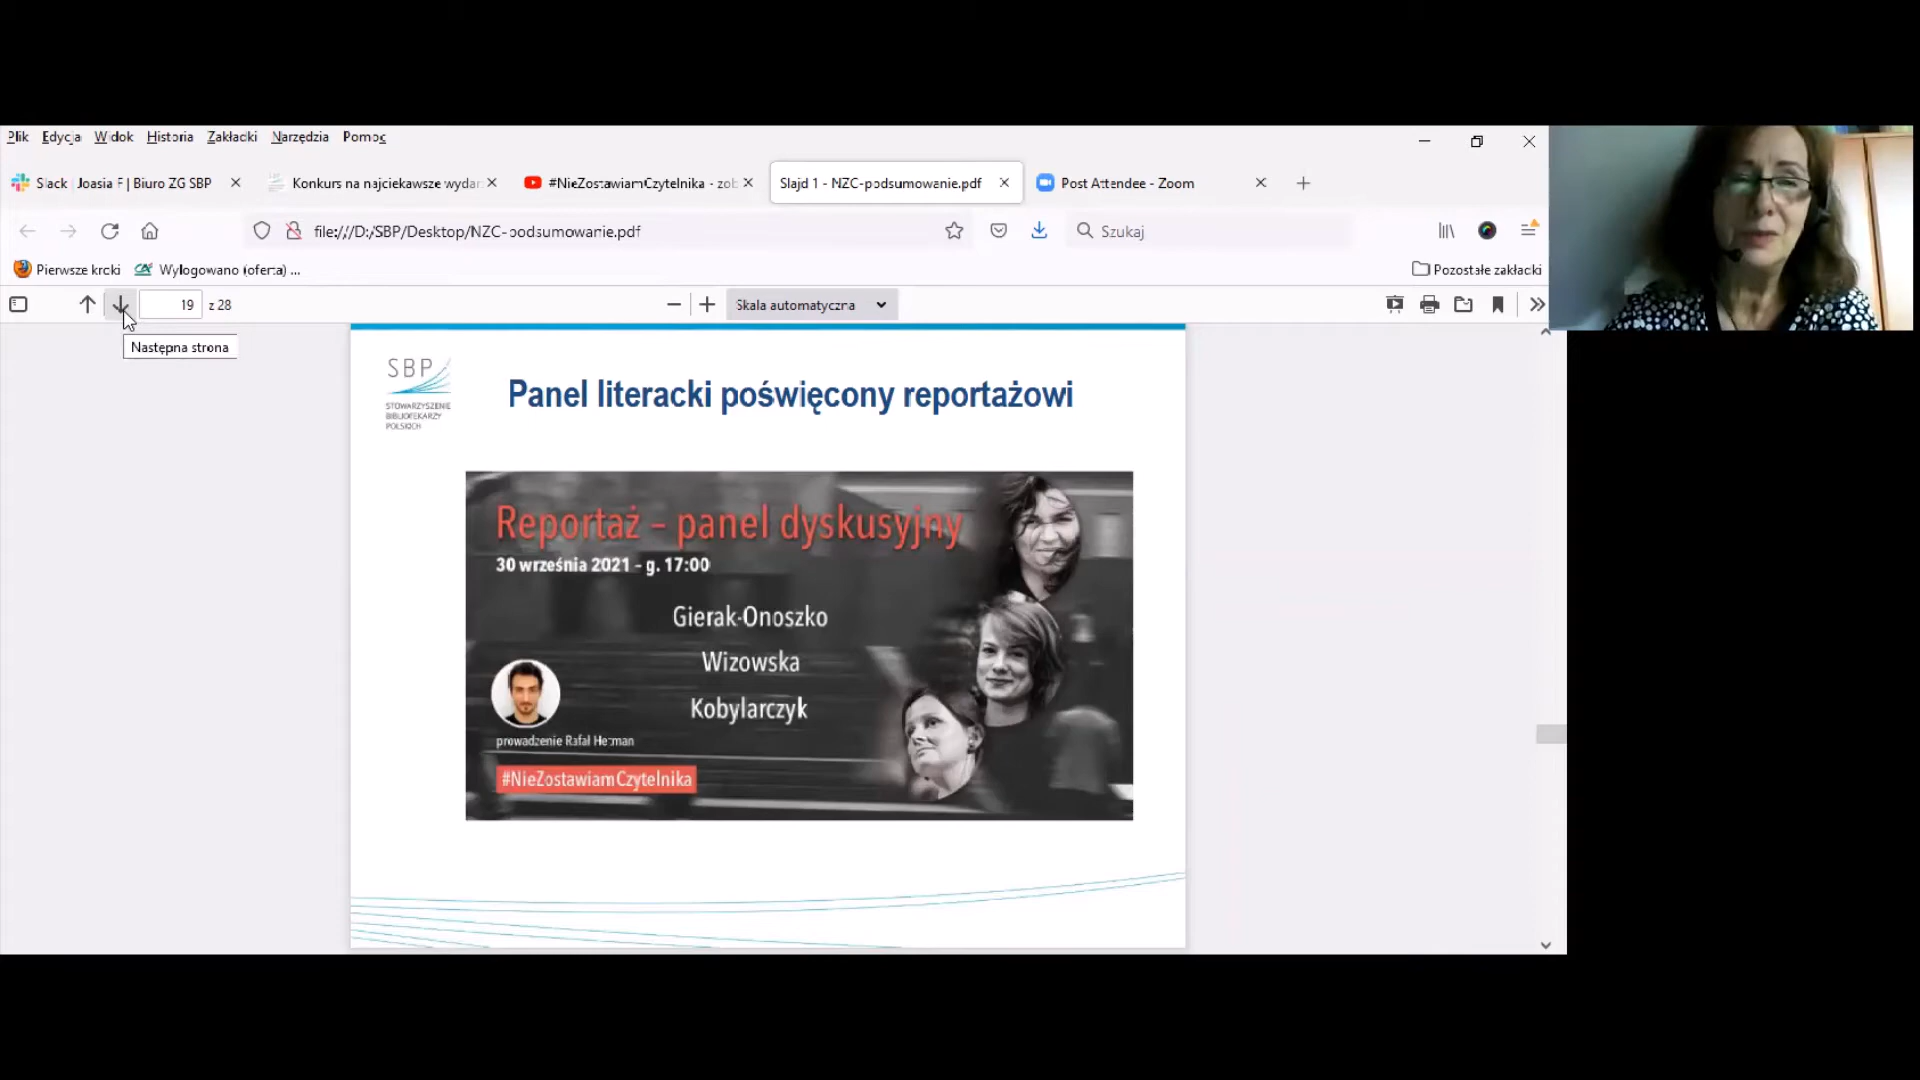 Plik Edycja Widok Historia Zakładki Narzędzia Pomoc
Slack | Joasia F | Biuro ZG SBP
Konkurs na najciekawsze wydar
#NieZostawiamCzytelnika - zob
Slajd 1 - NZC-podsumowanie.pdf
Post Attendee - Zoom
file:///D:/SBP/Desktop/NZC-podsumowanie.pdf
Szukaj
Pierwsze kroki
Wylogowano (oferta) ...
Pozostałe zakładki
19 z 28
Skala automatyczna
Następna strona
SBP
STOWARZYSZENIE
BIBLIOTEKARZY
POLSKICH
Panel literacki poświęcony reportażowi
Reportaż – panel dyskusyjny
30 września 2021 - g. 17:00
Gierak-Onoszko
Wizowska
Kobylarczyk
prowadzenie Rafał Hetman
#NieZostawiamCzytelnika